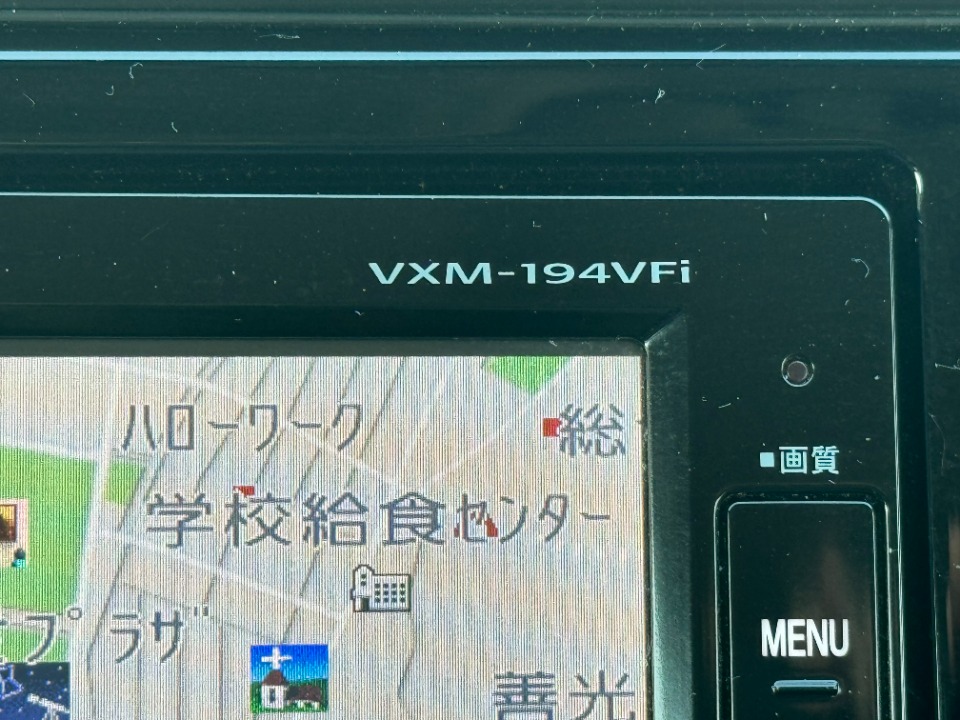 VXM-194VFi
ハローワーク
総
■画質
学校給食センター
プラザ
MENU
善光